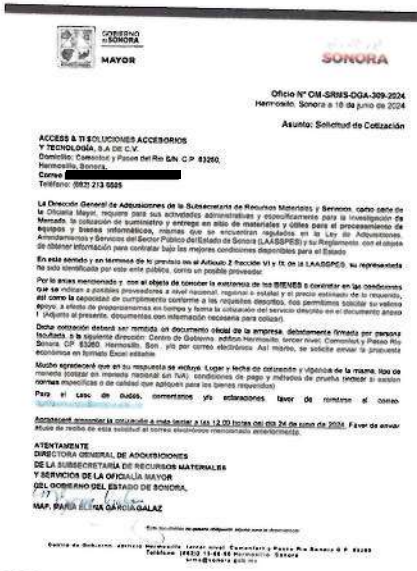 GOBIERNO
DE SONORA
MAYOR
SONORA
Oficio N° OM-SRMS-DGA-309-2024
Hermosillo, Sonora a 18 de junio de 2024
Asunto: Solicitud de Cotización
ACCESS & TI SOLUCIONES ACCESORIOS
Y TECNOLOGÍA, S.A DE C.V.
Domicilio: Comonfort y Paseo del Río S/N, C.P. 83280,
Hermosillo, Sonora.
Correo
Teléfono: (662) 213 5505
La Dirección General de Adquisiciones de la Subsecretaría de Recursos Materiales y Servicios, como parte de
la Oficialía Mayor, requiere para sus actividades administrativas y específicamente para la investigación de
Mercado, la cotización de suministro y entrega en sitio de materiales y útiles para el procesamiento de
equipos y bienes informáticos, mismas que se encuentran regulados en la Ley de Adquisiciones,
Arrendamientos y Servicios del Sector Público del Estado de Sonora (LAASSPES) y su Reglamento, con el objeto
de obtener información para contratar bajo las mejores condiciones disponibles para el Estado.
En este sentido y en términos de lo previsto en el Artículo 2 fracción VI y IX de la LAASSPES, su representada
ha sido identificada por este ente público, como un posible proveedor.
Por lo antes mencionado y con el objeto de conocer la existencia de los BIENES a contratar en las condiciones
que se indican a posibles proveedores a nivel nacional, regional o estatal y el precio estimado de lo requerido,
así como la capacidad de cumplimiento conforme a los requisitos descritos, nos permitimos solicitar su valioso
apoyo, a efecto de proporcionarnos en tiempo y forma la cotización del servicio descrito en el documento anexo
1 (Adjunto al presente, documentos con información necesaria para cotizar).
Dicha cotización deberá ser remitida en documento oficial de la empresa, debidamente firmada por persona
facultada, a la siguiente dirección: Centro de Gobierno, edificio Hermosillo, tercer nivel, Comonfort y Paseo Río
Sonora, CP. 83280 Hermosillo, Son. y/o por correo electrónico. Así mismo, se solicita enviar la propuesta
económica en formato Excel editable.
Mucho agradeceré que en su respuesta se incluya: Lugar y fecha de cotización y vigencia de la misma, tipo de
moneda (cotizar en moneda nacional sin IVA), condiciones de pago y métodos de prueba (indicar si existen
normas específicas o de calidad que apliquen para los bienes requeridos)
Para el caso de dudas, comentarios y/o aclaraciones, favor de remitirse al correo
Agradeceré presentar la cotización a más tardar a las 12:00 horas del día 24 de junio de 2024. Favor de enviar
acuse de recibo de esta solicitud al correo electrónico mencionado anteriormente.
ATENTAMENTE
DIRECTORA GENERAL DE ADQUISICIONES
DE LA SUBSECRETARÍA DE RECURSOS MATERIALES
Y SERVICIOS DE LA OFICIALÍA MAYOR
DEL GOBIERNO DEL ESTADO DE SONORA.
MAP. MARÍA ELENA GARCÍA GALAZ
Centro de Gobierno, edificio Hermosillo, tercer nivel, Comonfort y Paseo Río Sonora C.P. 83280
Hermosillo, Sonora